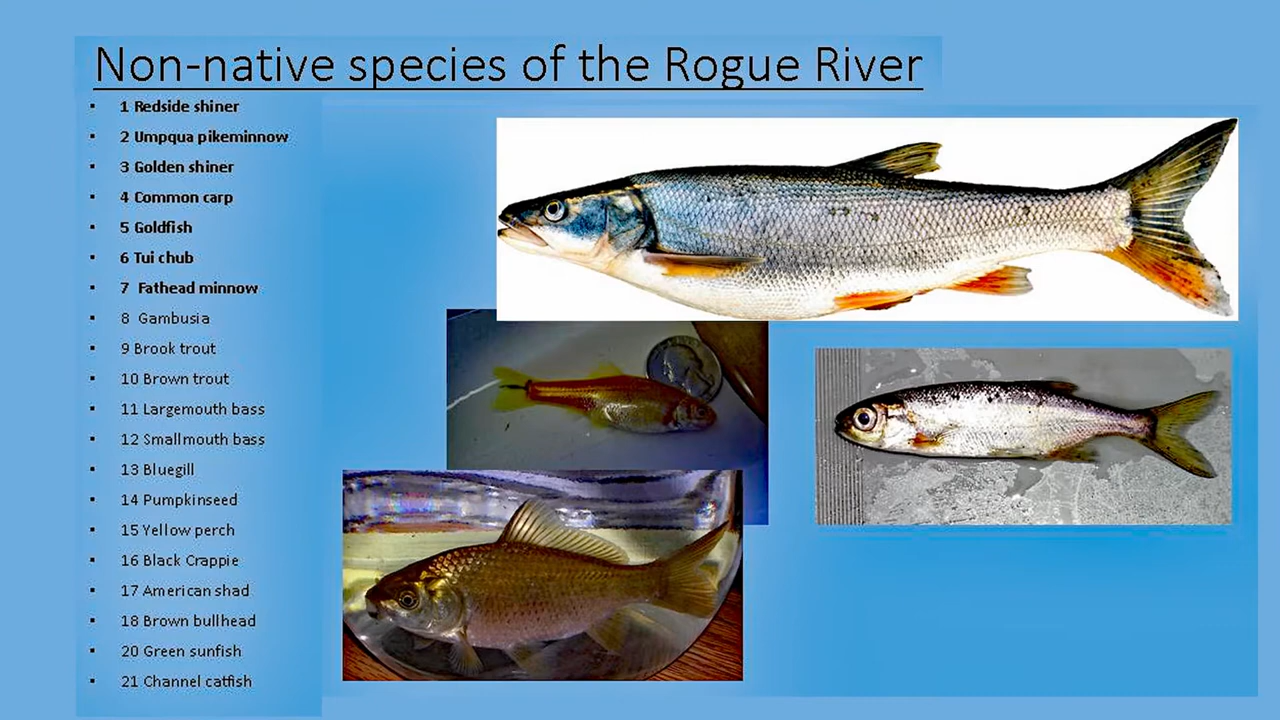 Non-native species of the Rogue River
▪ 1 Redside shiner
▪ 2 Umpqua pikeminnow
▪ 3 Golden shiner
▪ 4 Common carp
▪ 5 Goldfish
▪ 6 Tui chub
▪ 7 Fathead minnow
▪ 8 Gambusia
▪ 9 Brook trout
▪ 10 Brown trout
▪ 11 Largemouth bass
▪ 12 Smallmouth bass
▪ 13 Bluegill
▪ 14 Pumpkinseed
▪ 15 Yellow perch
▪ 16 Black Crappie
▪ 17 American shad
▪ 18 Brown bullhead
▪ 20 Green sunfish
▪ 21 Channel catfish